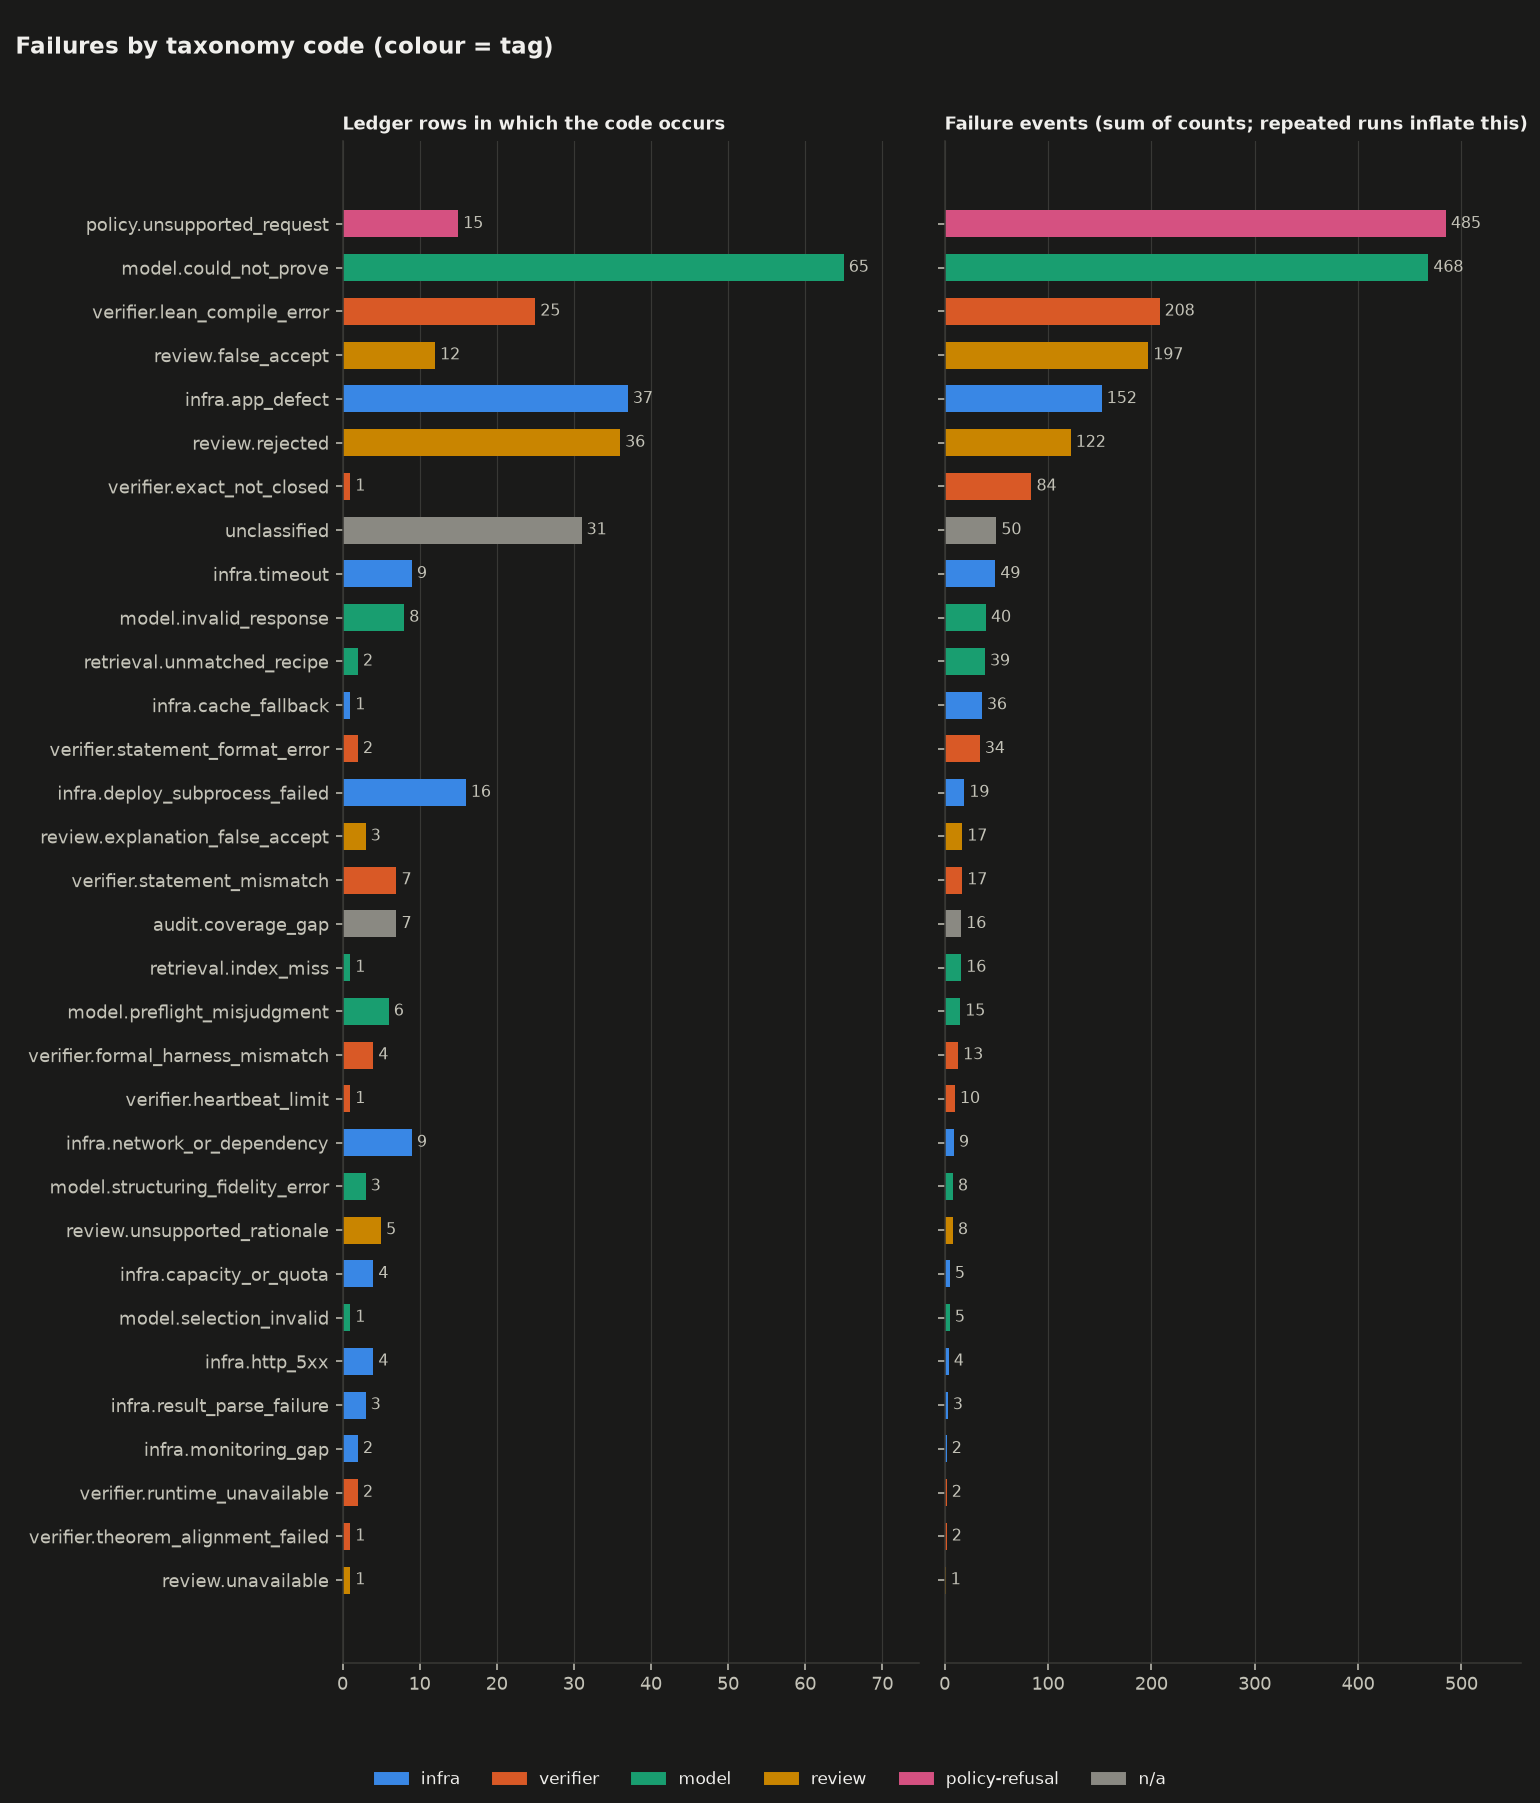 Failures by taxonomy code (colour = tag)
Ledger rows in which the code occurs
Failure events (sum of counts; repeated runs inflate this)
policy.unsupported_request 15 485
model.could_not_prove 65 468
verifier.lean_compile_error 25 208
review.false_accept 12 197
infra.app_defect 37 152
review.rejected 36 122
verifier.exact_not_closed 1 84
unclassified 31 50
infra.timeout 9 49
model.invalid_response 8 40
retrieval.unmatched_recipe 2 39
infra.cache_fallback 1 36
verifier.statement_format_error 2 34
infra.deploy_subprocess_failed 16 19
review.explanation_false_accept 3 17
verifier.statement_mismatch 7 17
audit.coverage_gap 7 16
retrieval.index_miss 1 16
model.preflight_misjudgment 6 15
verifier.formal_harness_mismatch 4 13
verifier.heartbeat_limit 1 10
infra.network_or_dependency 9 9
model.structuring_fidelity_error 3 8
review.unsupported_rationale 5 8
infra.capacity_or_quota 4 5
model.selection_invalid 1 5
infra.http_5xx 4 4
infra.result_parse_failure 3 3
infra.monitoring_gap 2 2
verifier.runtime_unavailable 2 2
verifier.theorem_alignment_failed 1 2
review.unavailable 1 1
0 10 20 30 40 50 60 70
0 100 200 300 400 500
infra verifier model review policy-refusal n/a